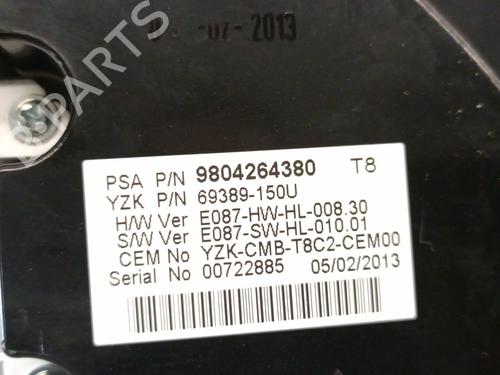 -07-2013
B-PARTS
PSA P/N 9804264380 T8
YZK P/N 69389-150U
H/W Ver E087-HW-HL-008.30
S/W Ver E087-SW-HL-010.01
CEM No YZK-CMB-T8C2-CEM00
Serial No 00722885 05/02/2013